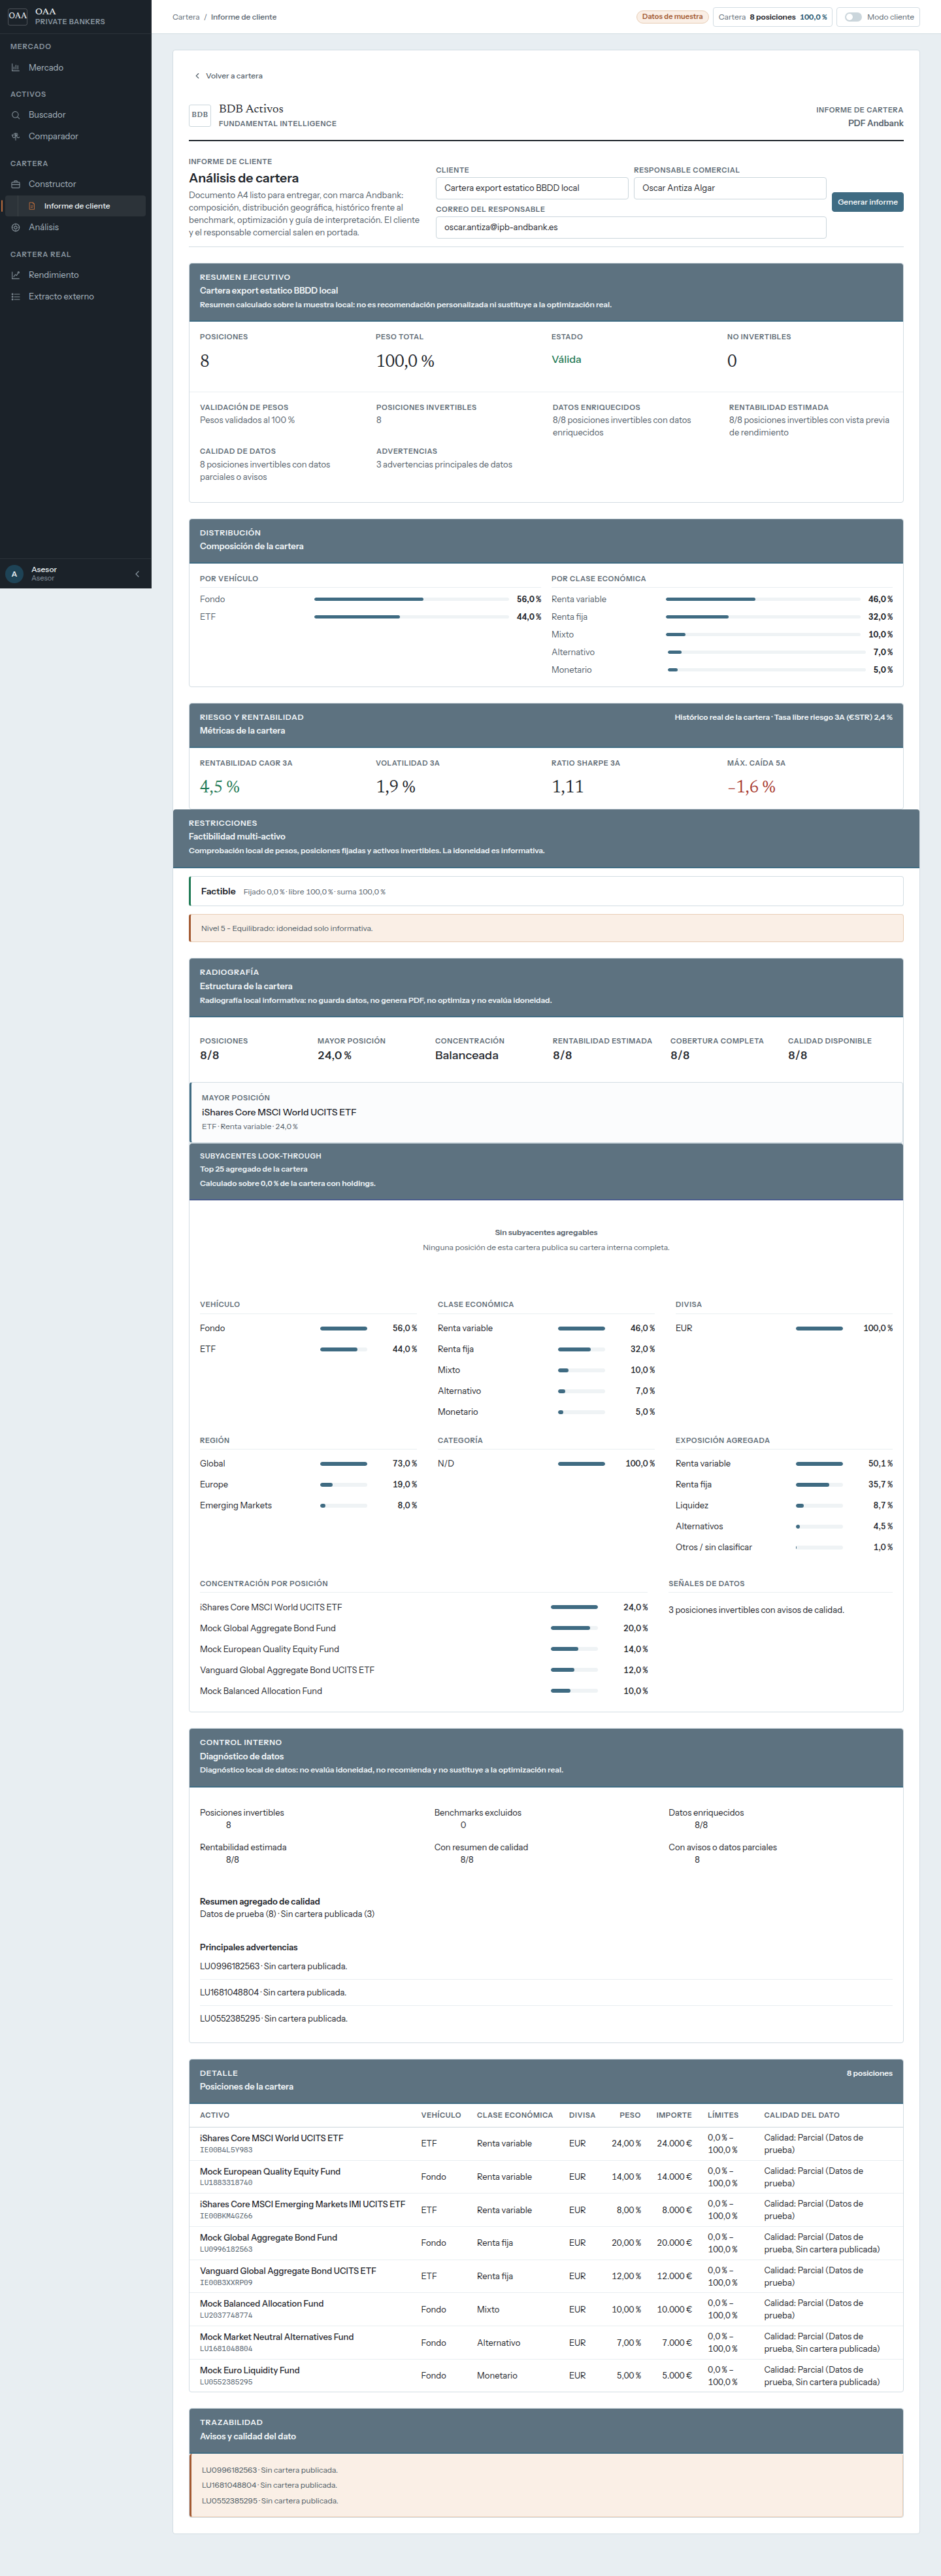 OAA
OAA
PRIVATE BANKERS
MERCADO
Mercado
ACTIVOS
Buscador
Comparador
CARTERA
Constructor
Informe de cliente
Análisis
CARTERA REAL
Rendimiento
Extracto externo
A
Asesor
Asesor
Cartera / Informe de cliente
Datos de muestra
Cartera 8 posiciones 100,0 %
Modo cliente
Volver a cartera
BDB
BDB Activos
FUNDAMENTAL INTELLIGENCE
INFORME DE CARTERA
PDF Andbank
INFORME DE CLIENTE
Análisis de cartera
Documento A4 listo para entregar, con marca Andbank:
composición, distribución geográfica, histórico frente al
benchmark, optimización y guía de interpretación. El cliente
y el responsable comercial salen en portada.
CLIENTE
Cartera export estatico BBDD local
RESPONSABLE COMERCIAL
Oscar Antiza Algar
CORREO DEL RESPONSABLE
oscar.antiza@ipb-andbank.es
Generar informe
RESUMEN EJECUTIVO
Cartera export estatico BBDD local
Resumen calculado sobre la muestra local: no es recomendación personalizada ni sustituye a la optimización real.
POSICIONES
8
PESO TOTAL
100,0 %
ESTADO
Válida
NO INVERTIBLES
0
VALIDACIÓN DE PESOS
Pesos validados al 100 %
POSICIONES INVERTIBLES
8
DATOS ENRIQUECIDOS
8/8 posiciones invertibles con datos
enriquecidos
RENTABILIDAD ESTIMADA
8/8 posiciones invertibles con vista previa
de rendimiento
CALIDAD DE DATOS
8 posiciones invertibles con datos
parciales o avisos
ADVERTENCIAS
3 advertencias principales de datos
DISTRIBUCIÓN
Composición de la cartera
POR VEHÍCULO
Fondo 56,0 %
ETF 44,0 %
POR CLASE ECONÓMICA
Renta variable 46,0 %
Renta fija 32,0 %
Mixto 10,0 %
Alternativo 7,0 %
Monetario 5,0 %
RIESGO Y RENTABILIDAD
Métricas de la cartera
Histórico real de la cartera · Tasa libre riesgo 3A (€STR) 2,4 %
RENTABILIDAD CAGR 3A
4,5 %
VOLATILIDAD 3A
1,9 %
RATIO SHARPE 3A
1,11
MÁX. CAÍDA 5A
−1,6 %
RESTRICCIONES
Factibilidad multi-activo
Comprobación local de pesos, posiciones fijadas y activos invertibles. La idoneidad es informativa.
Factible Fijado 0,0 % · libre 100,0 % · suma 100,0 %
Nivel 5 – Equilibrado: idoneidad solo informativa.
RADIOGRAFÍA
Estructura de la cartera
Radiografía local informativa: no guarda datos, no genera PDF, no optimiza y no evalúa idoneidad.
POSICIONES
8/8
MAYOR POSICIÓN
24,0 %
CONCENTRACIÓN
Balanceada
RENTABILIDAD ESTIMADA
8/8
COBERTURA COMPLETA
8/8
CALIDAD DISPONIBLE
8/8
MAYOR POSICIÓN
iShares Core MSCI World UCITS ETF
ETF · Renta variable · 24,0 %
SUBYACENTES LOOK-THROUGH
Top 25 agregado de la cartera
Calculado sobre 0,0 % de la cartera con holdings.
Sin subyacentes agregables
Ninguna posición de esta cartera publica su cartera interna completa.
VEHÍCULO
Fondo 56,0 %
ETF 44,0 %
CLASE ECONÓMICA
Renta variable 46,0 %
Renta fija 32,0 %
Mixto 10,0 %
Alternativo 7,0 %
Monetario 5,0 %
DIVISA
EUR 100,0 %
REGIÓN
Global 73,0 %
Europe 19,0 %
Emerging Markets 8,0 %
CATEGORÍA
N/D 100,0 %
EXPOSICIÓN AGREGADA
Renta variable 50,1 %
Renta fija 35,7 %
Liquidez 8,7 %
Alternativos 4,5 %
Otros / sin clasificar 1,0 %
CONCENTRACIÓN POR POSICIÓN
iShares Core MSCI World UCITS ETF 24,0 %
Mock Global Aggregate Bond Fund 20,0 %
Mock European Quality Equity Fund 14,0 %
Vanguard Global Aggregate Bond UCITS ETF 12,0 %
Mock Balanced Allocation Fund 10,0 %
SEÑALES DE DATOS
3 posiciones invertibles con avisos de calidad.
CONTROL INTERNO
Diagnóstico de datos
Diagnóstico local de datos: no evalúa idoneidad, no recomienda y no sustituye a la optimización real.
Posiciones invertibles
8
Benchmarks excluidos
0
Datos enriquecidos
8/8
Rentabilidad estimada
8/8
Con resumen de calidad
8/8
Con avisos o datos parciales
8
Resumen agregado de calidad
Datos de prueba (8) · Sin cartera publicada (3)
Principales advertencias
LU0996182563 · Sin cartera publicada.
LU1681048804 · Sin cartera publicada.
LU0552385295 · Sin cartera publicada.
DETALLE
Posiciones de la cartera
8 posiciones
ACTIVO VEHÍCULO CLASE ECONÓMICA DIVISA PESO IMPORTE LÍMITES CALIDAD DEL DATO
iShares Core MSCI World UCITS ETF
IE00B4L5Y983
ETF Renta variable EUR 24,00 % 24.000 € 0,0 % –
100,0 %
Calidad: Parcial (Datos de
prueba)
Mock European Quality Equity Fund
LU1883318740
Fondo Renta variable EUR 14,00 % 14.000 € 0,0 % –
100,0 %
Calidad: Parcial (Datos de
prueba)
iShares Core MSCI Emerging Markets IMI UCITS ETF
IE00BKM4GZ66
ETF Renta variable EUR 8,00 % 8.000 € 0,0 % –
100,0 %
Calidad: Parcial (Datos de
prueba)
Mock Global Aggregate Bond Fund
LU0996182563
Fondo Renta fija EUR 20,00 % 20.000 € 0,0 % –
100,0 %
Calidad: Parcial (Datos de
prueba, Sin cartera publicada)
Vanguard Global Aggregate Bond UCITS ETF
IE00B3XXRP09
ETF Renta fija EUR 12,00 % 12.000 € 0,0 % –
100,0 %
Calidad: Parcial (Datos de
prueba)
Mock Balanced Allocation Fund
LU2037748774
Fondo Mixto EUR 10,00 % 10.000 € 0,0 % –
100,0 %
Calidad: Parcial (Datos de
prueba)
Mock Market Neutral Alternatives Fund
LU1681048804
Fondo Alternativo EUR 7,00 % 7.000 € 0,0 % –
100,0 %
Calidad: Parcial (Datos de
prueba, Sin cartera publicada)
Mock Euro Liquidity Fund
LU0552385295
Fondo Monetario EUR 5,00 % 5.000 € 0,0 % –
100,0 %
Calidad: Parcial (Datos de
prueba, Sin cartera publicada)
TRAZABILIDAD
Avisos y calidad del dato
LU0996182563 · Sin cartera publicada.
LU1681048804 · Sin cartera publicada.
LU0552385295 · Sin cartera publicada.